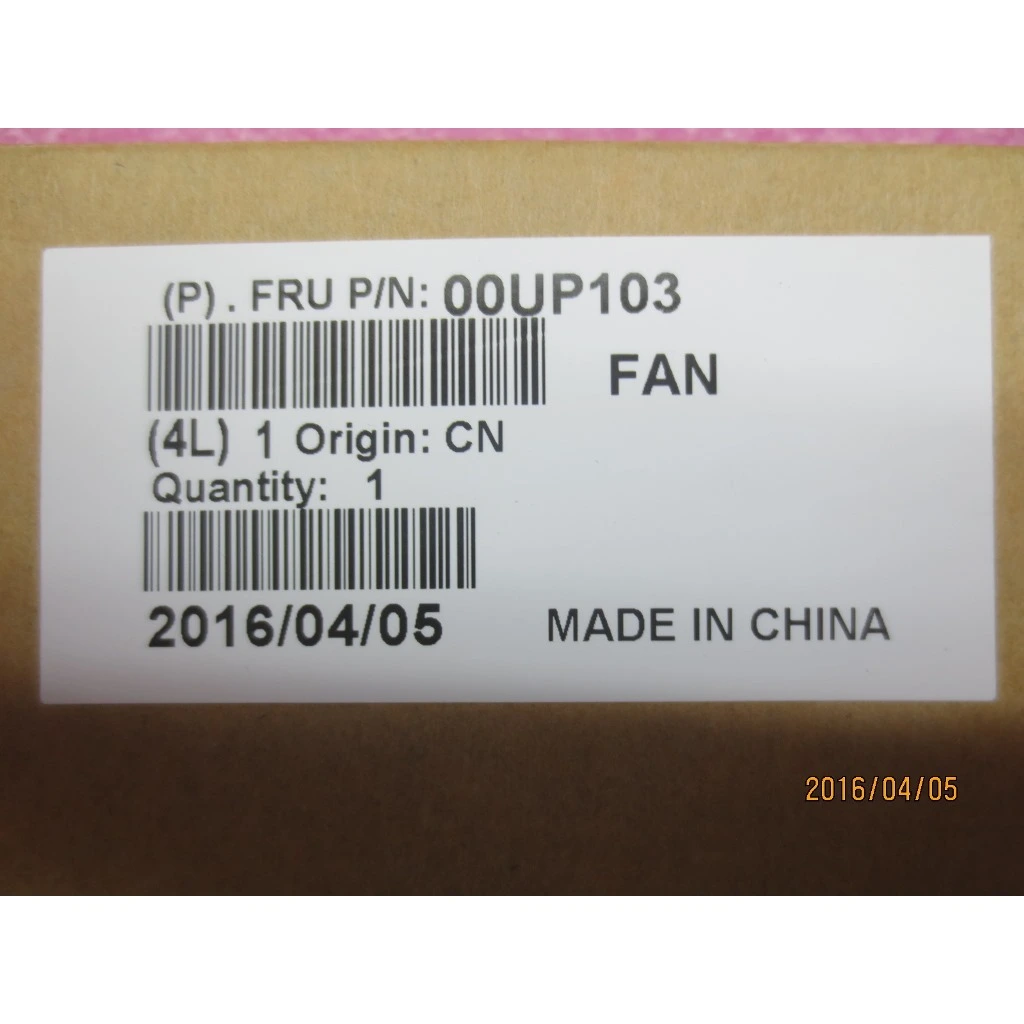 (P) . FRU P/N: 00UP103
FAN
(4L) 1 Origin: CN
Quantity: 1
2016/04/05 MADE IN CHINA
2016/04/05